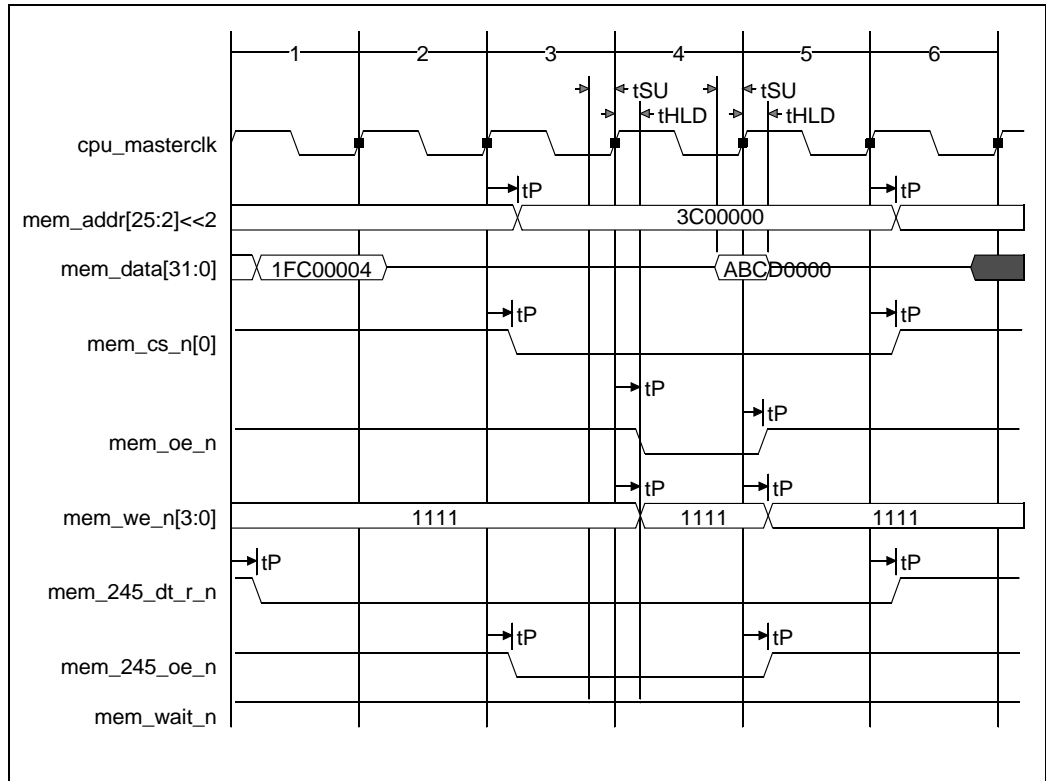 1 2 3 4 5 6
tSU tSU
tHLD tHLD
cpu_masterclk
tP tP
mem_addr[25:2]<<2 3C00000
mem_data[31:0] 1FC00004 ABCD0000
tP tP
mem_cs_n[0]
tP
tP
mem_oe_n
tP tP
mem_we_n[3:0] 1111 1111 1111
tP tP
mem_245_dt_r_n
tP tP
mem_245_oe_n
mem_wait_n